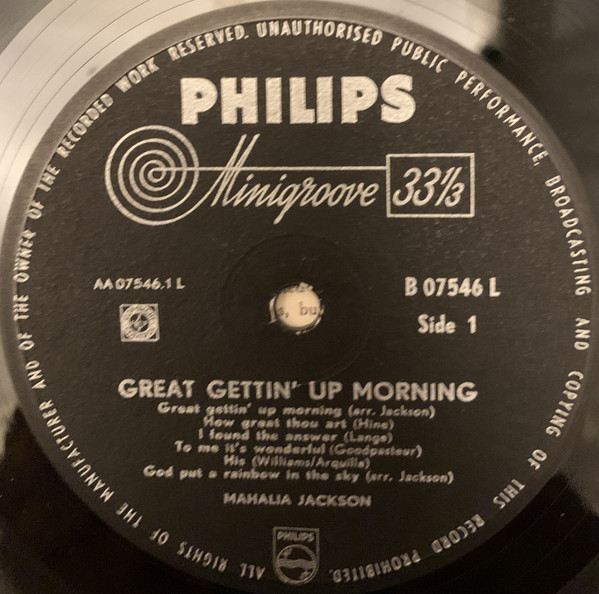 ALL RIGHTS OF THE MANUFACTURER AND OF THE OWNER OF THE RECORDED WORK RESERVED. UNAUTHORISED PUBLIC PERFORMANCE, BROADCASTING AND COPYING OF THIS RECORD PROHIBITED.
PHILIPS
Minigroove 33⅓
AA 07546.1 L
B 07546 L
Side 1
s, bu
GREAT GETTIN' UP MORNING
Great gettin' up morning (arr. Jackson)
How great thou art (Hine)
I found the answer (Lange)
To me it's wonderful (Goodpasteur)
His (Williams/Arquilla)
God put a rainbow in the sky (arr. Jackson)
MAHALIA JACKSON
PHILIPS